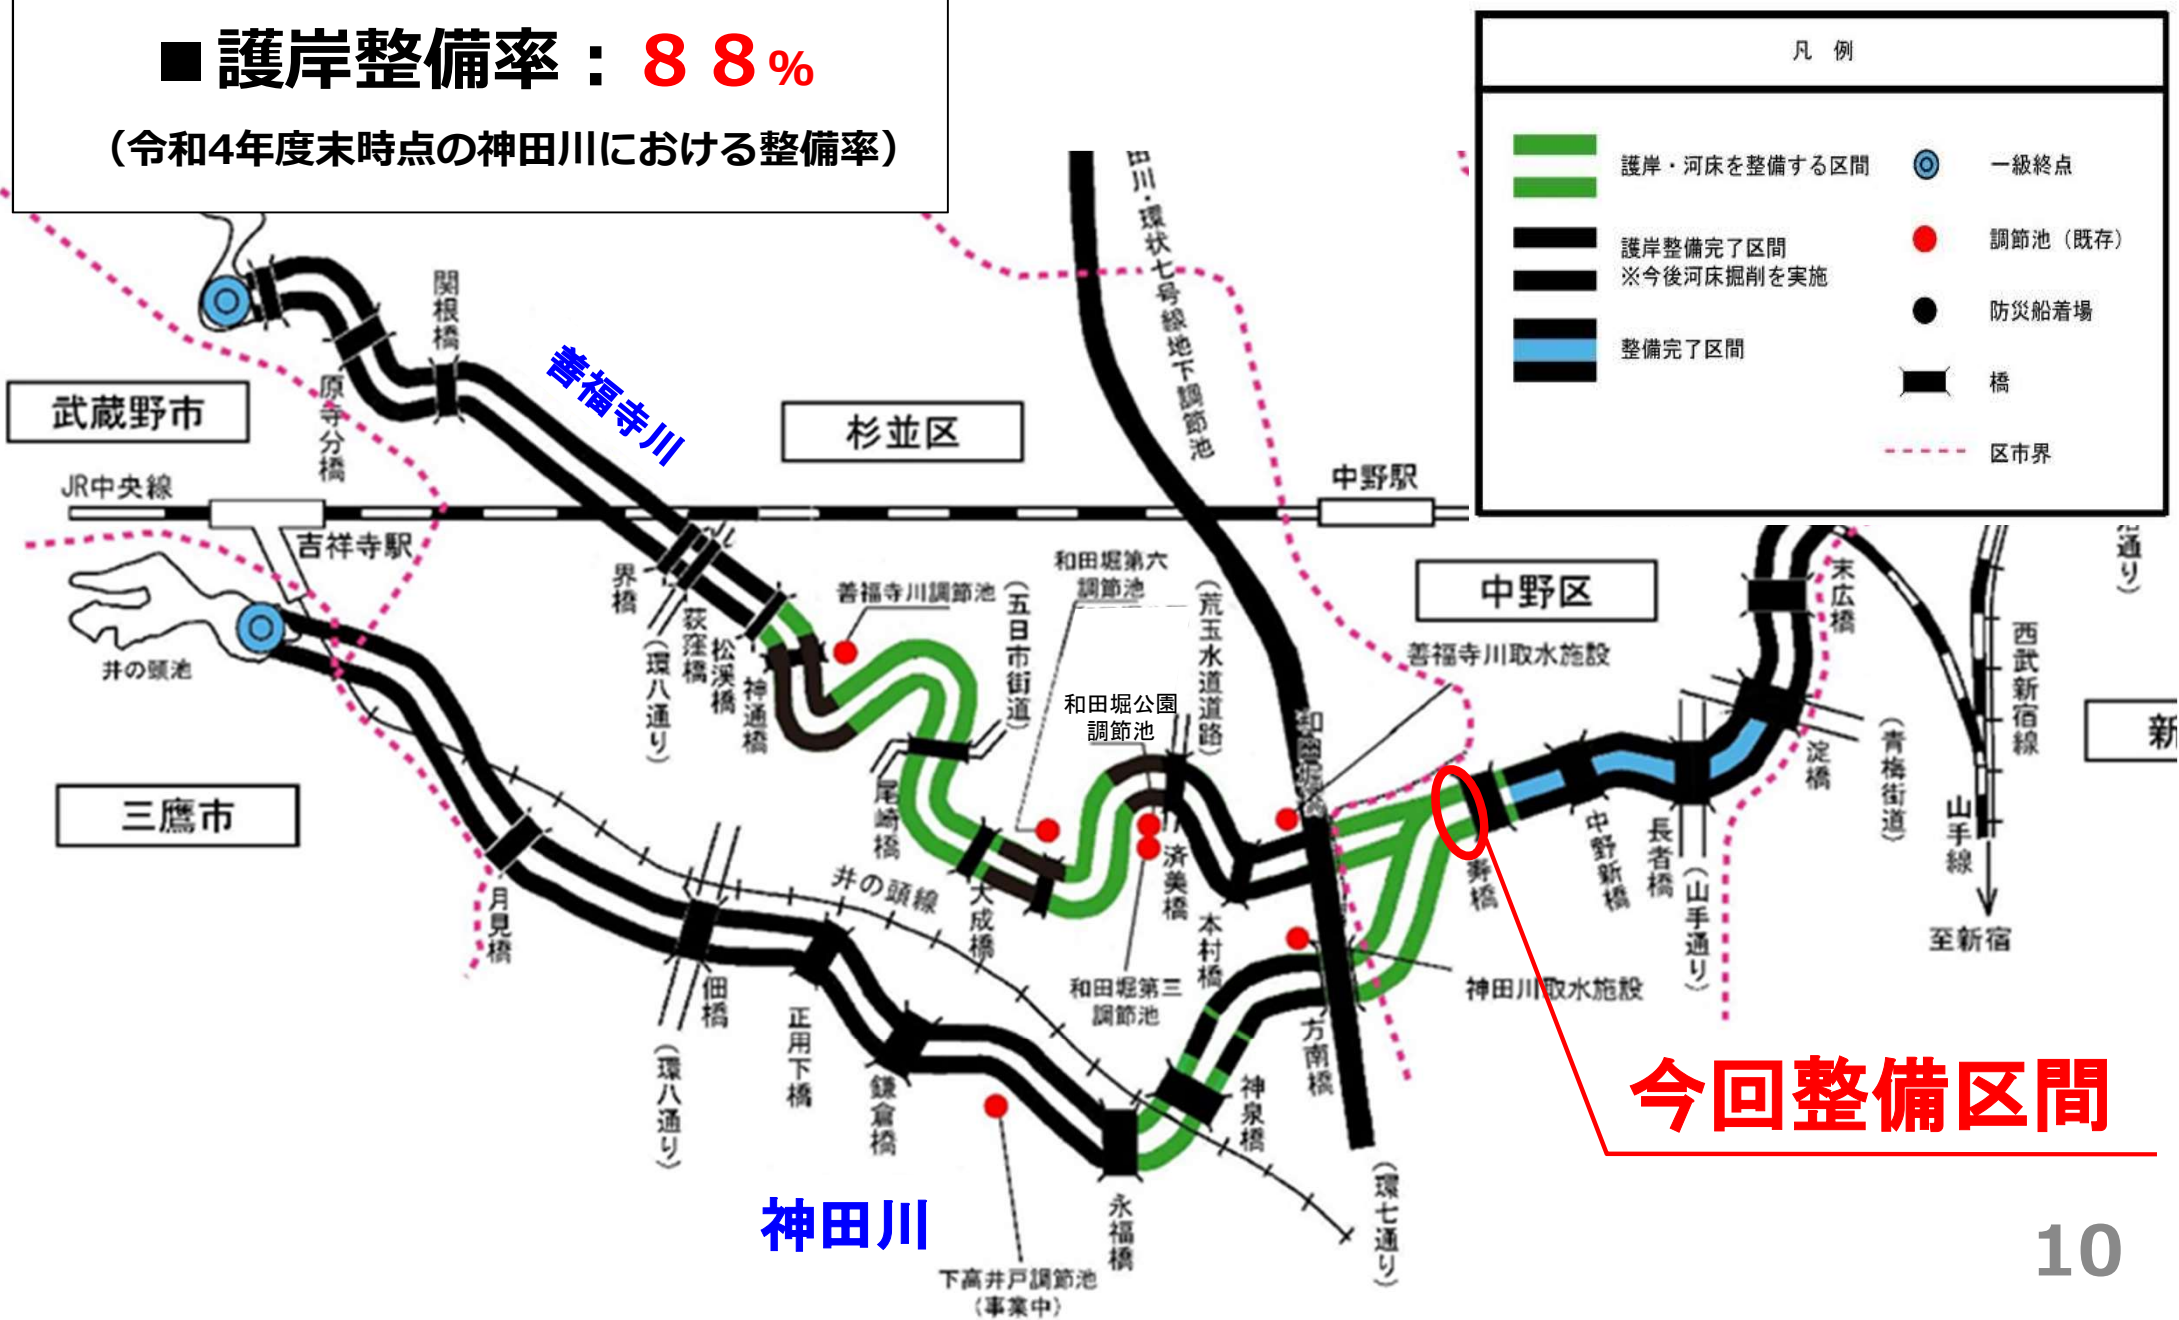 ■護岸整備率：８８%
（令和4年度末時点の神田川における整備率）
凡 例
護岸・河床を整備する区間
護岸整備完了区間
※今後河床掘削を実施
整備完了区間
一級終点
調節池（既存）
防災船着場
橋
区市界
田川・環状七号線地下調節池
関根橋
原寺分橋
善福寺川
武蔵野市
杉並区
中野駅
JR中央線
吉祥寺駅
井の頭池
界橋
（環八通り）
荻窪橋
松渓橋
神通橋
善福寺川調節池
（五日市街道）
和田堀第六
調節池
和田堀公園
調節池
（荒玉水道道路）
中野区
善福寺川取水施設
末広橋
通り）
西武新宿線
新
淀橋
（青梅街道）
山手線
至新宿
三鷹市
月見橋
尾崎橋
井の頭線
大成橋
済美橋
本村橋
和田堀第三
調節池
寿橋
中野新橋
長者橋
（山手通り）
神田川取水施設
佃橋
（環八通り）
正用下橋
鎌倉橋
方南橋
神泉橋
永福橋
（環七通り）
今回整備区間
神田川
下高井戸調節池
（事業中）
10